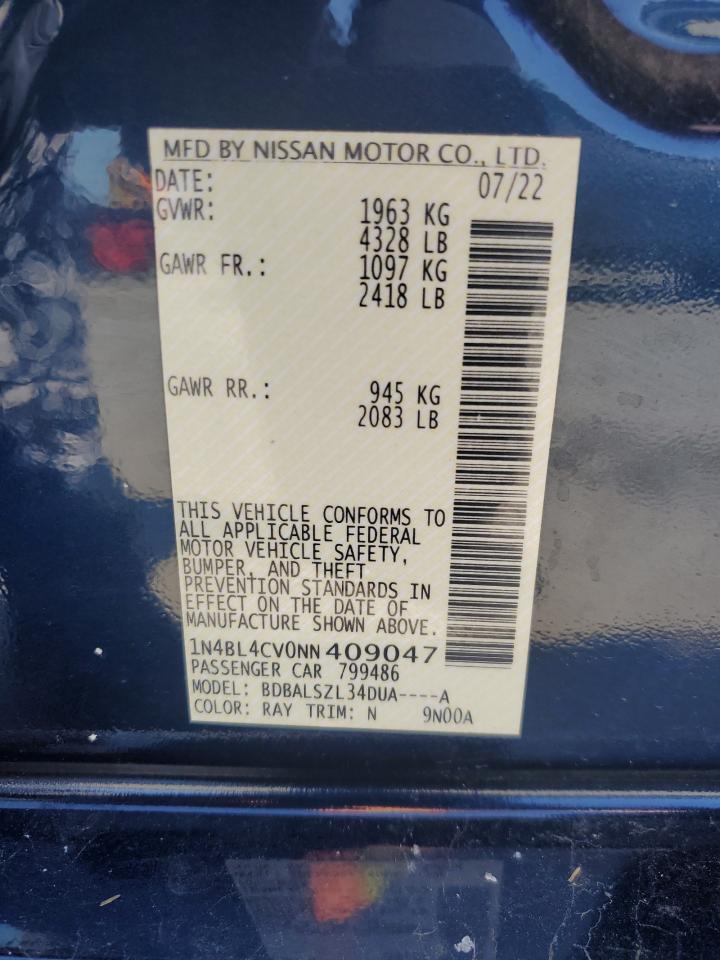 MFD BY NISSAN MOTOR CO., LTD.
DATE: 07/22
GVWR: 1963 KG
4328 LB
GAWR FR.: 1097 KG
2418 LB
GAWR RR.: 945 KG
2083 LB
THIS VEHICLE CONFORMS TO
ALL APPLICABLE FEDERAL
MOTOR VEHICLE SAFETY,
BUMPER, AND THEFT
PREVENTION STANDARDS IN
EFFECT ON THE DATE OF
MANUFACTURE SHOWN ABOVE.
1N4BL4CV0NN409047
PASSENGER CAR 799486
MODEL: BDBALSZL34DUA----A
COLOR: RAY TRIM: N 9N00A